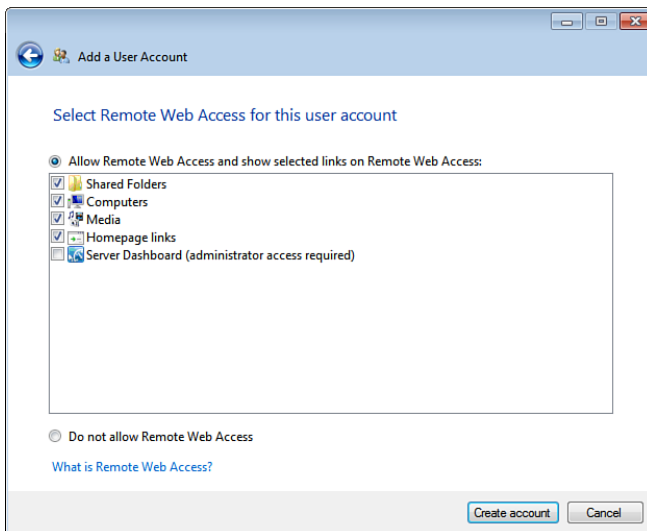 Add a User Account
Select Remote Web Access for this user account
Allow Remote Web Access and show selected links on Remote Web Access:
Shared Folders
Computers
Media
Homepage links
Server Dashboard (administrator access required)
Do not allow Remote Web Access
What is Remote Web Access?
Create account Cancel